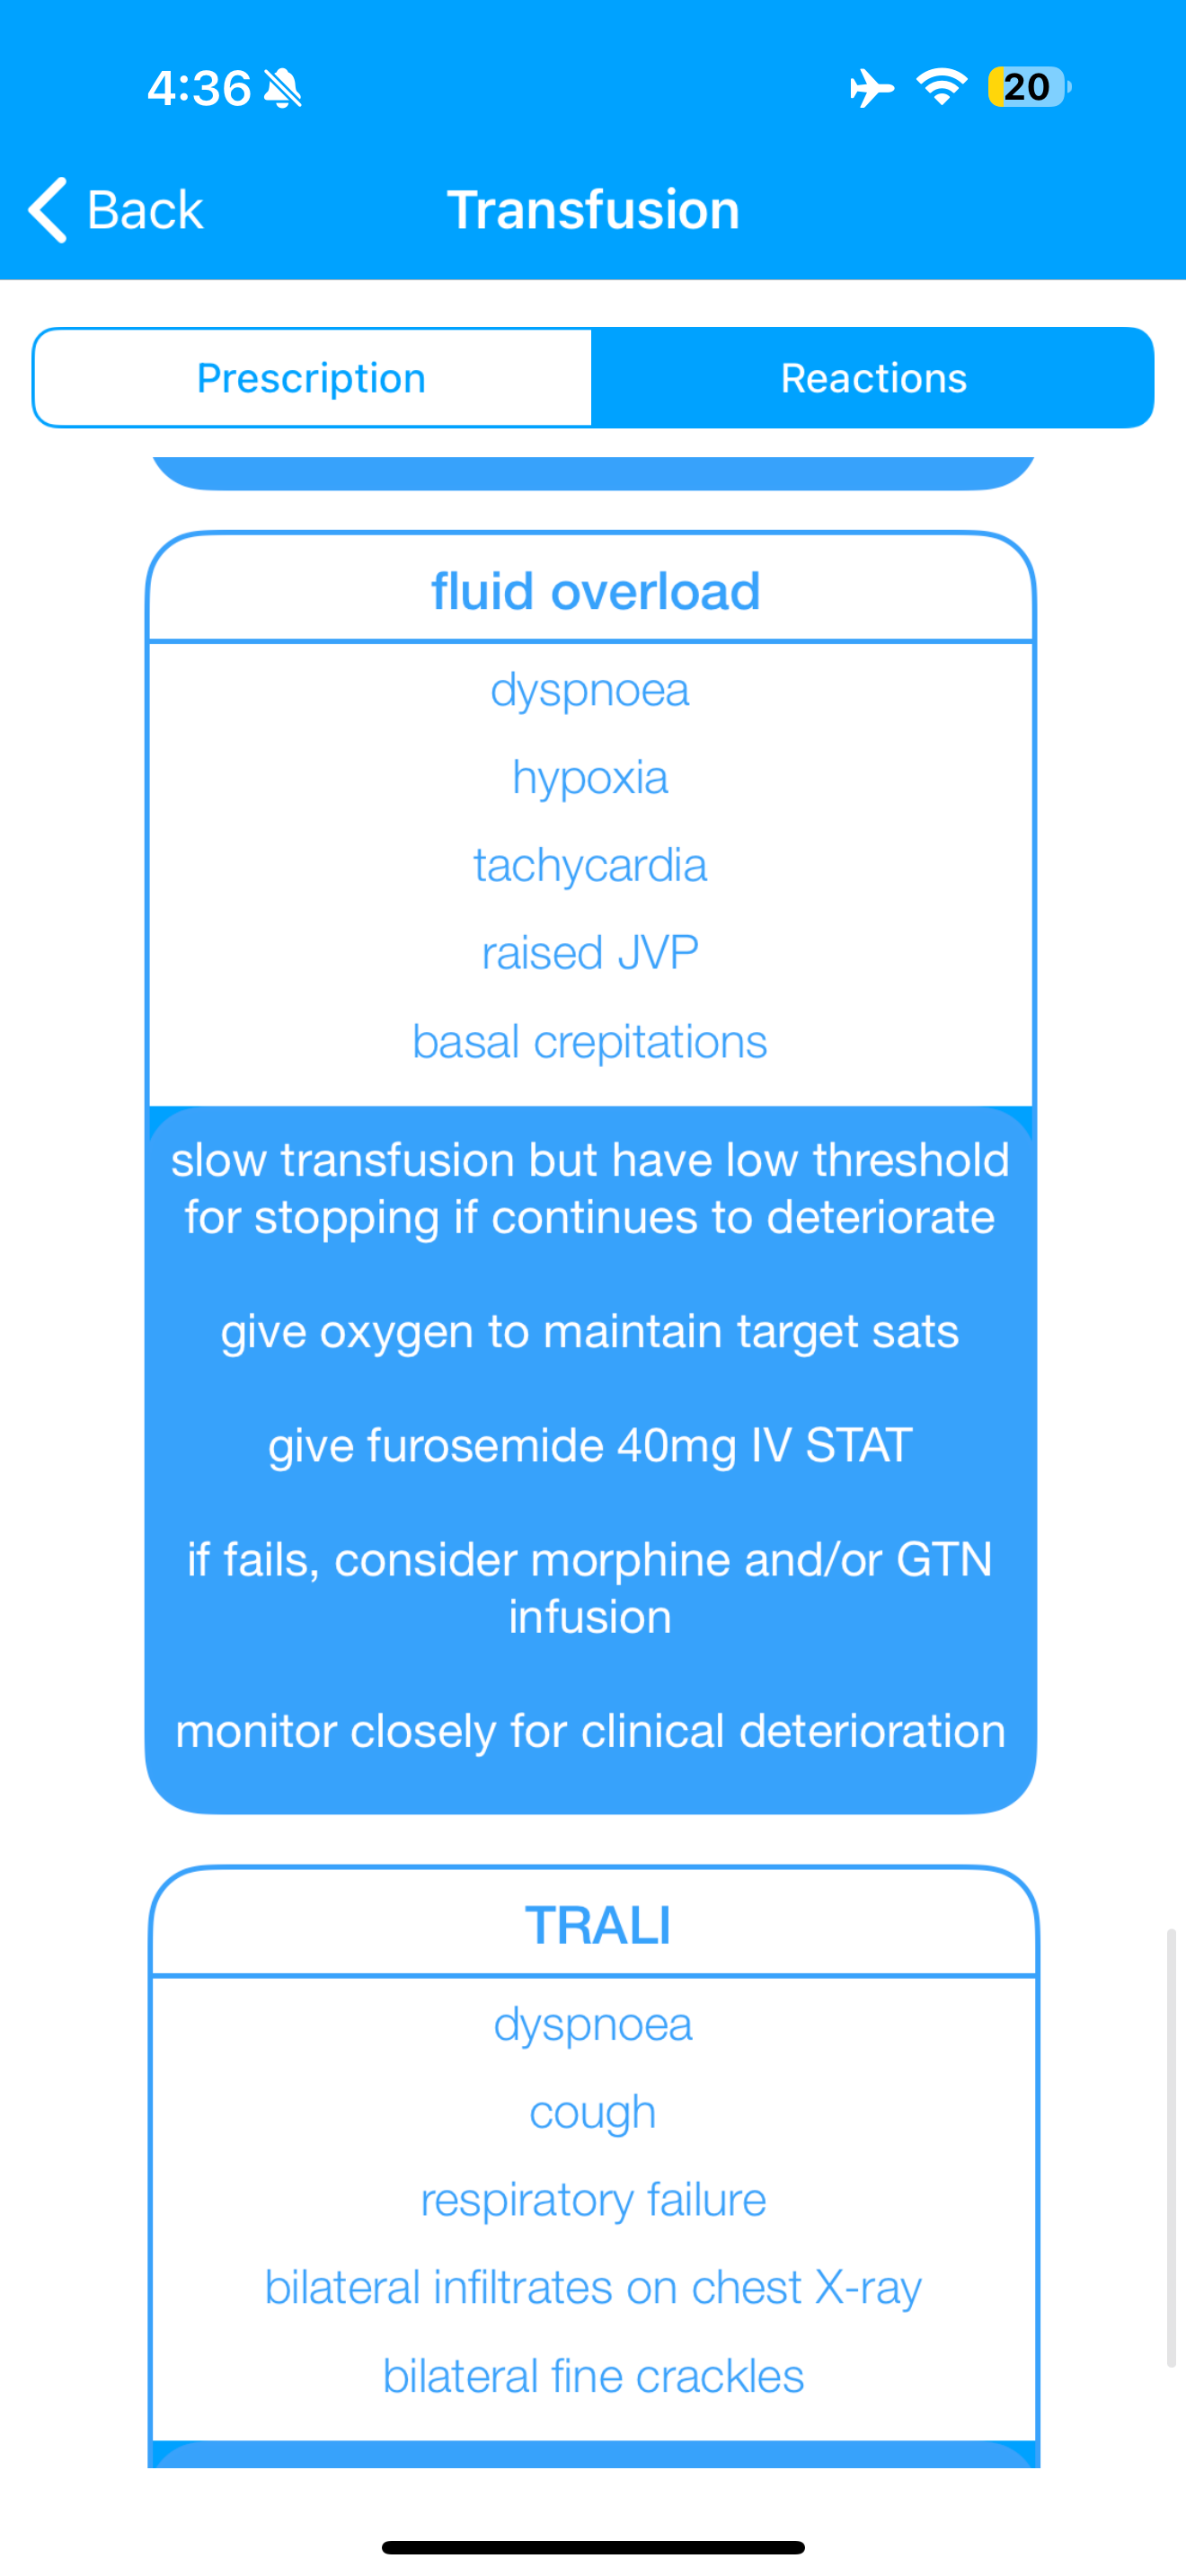 4:36
20
Back
Transfusion
Prescription
Reactions
fluid overload
dyspnoea
hypoxia
tachycardia
raised JVP
basal crepitations
slow transfusion but have low threshold
for stopping if continues to deteriorate
give oxygen to maintain target sats
give furosemide 40mg IV STAT
if fails, consider morphine and/or GTN
infusion
monitor closely for clinical deterioration
TRALI
dyspnoea
cough
respiratory failure
bilateral infiltrates on chest X-ray
bilateral fine crackles